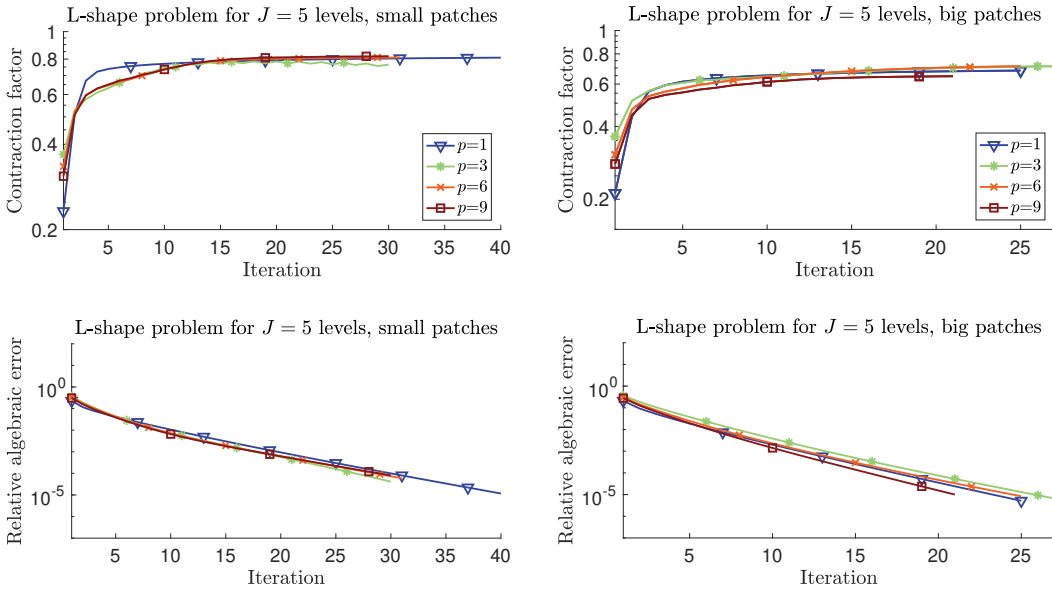 L-shape problem for J = 5 levels, small patches
Contraction factor
1
0.8
0.6
0.4
0.2
p=1
p=3
p=6
p=9
5 10 15 20 25 30 35 40
Iteration
L-shape problem for J = 5 levels, big patches
Contraction factor
1
0.8
0.6
0.4
0.2
p=1
p=3
p=6
p=9
5 10 15 20 25
Iteration
L-shape problem for J = 5 levels, small patches
Relative algebraic error
10^0
10^-5
5 10 15 20 25 30 35 40
Iteration
L-shape problem for J = 5 levels, big patches
Relative algebraic error
10^0
10^-5
5 10 15 20 25
Iteration